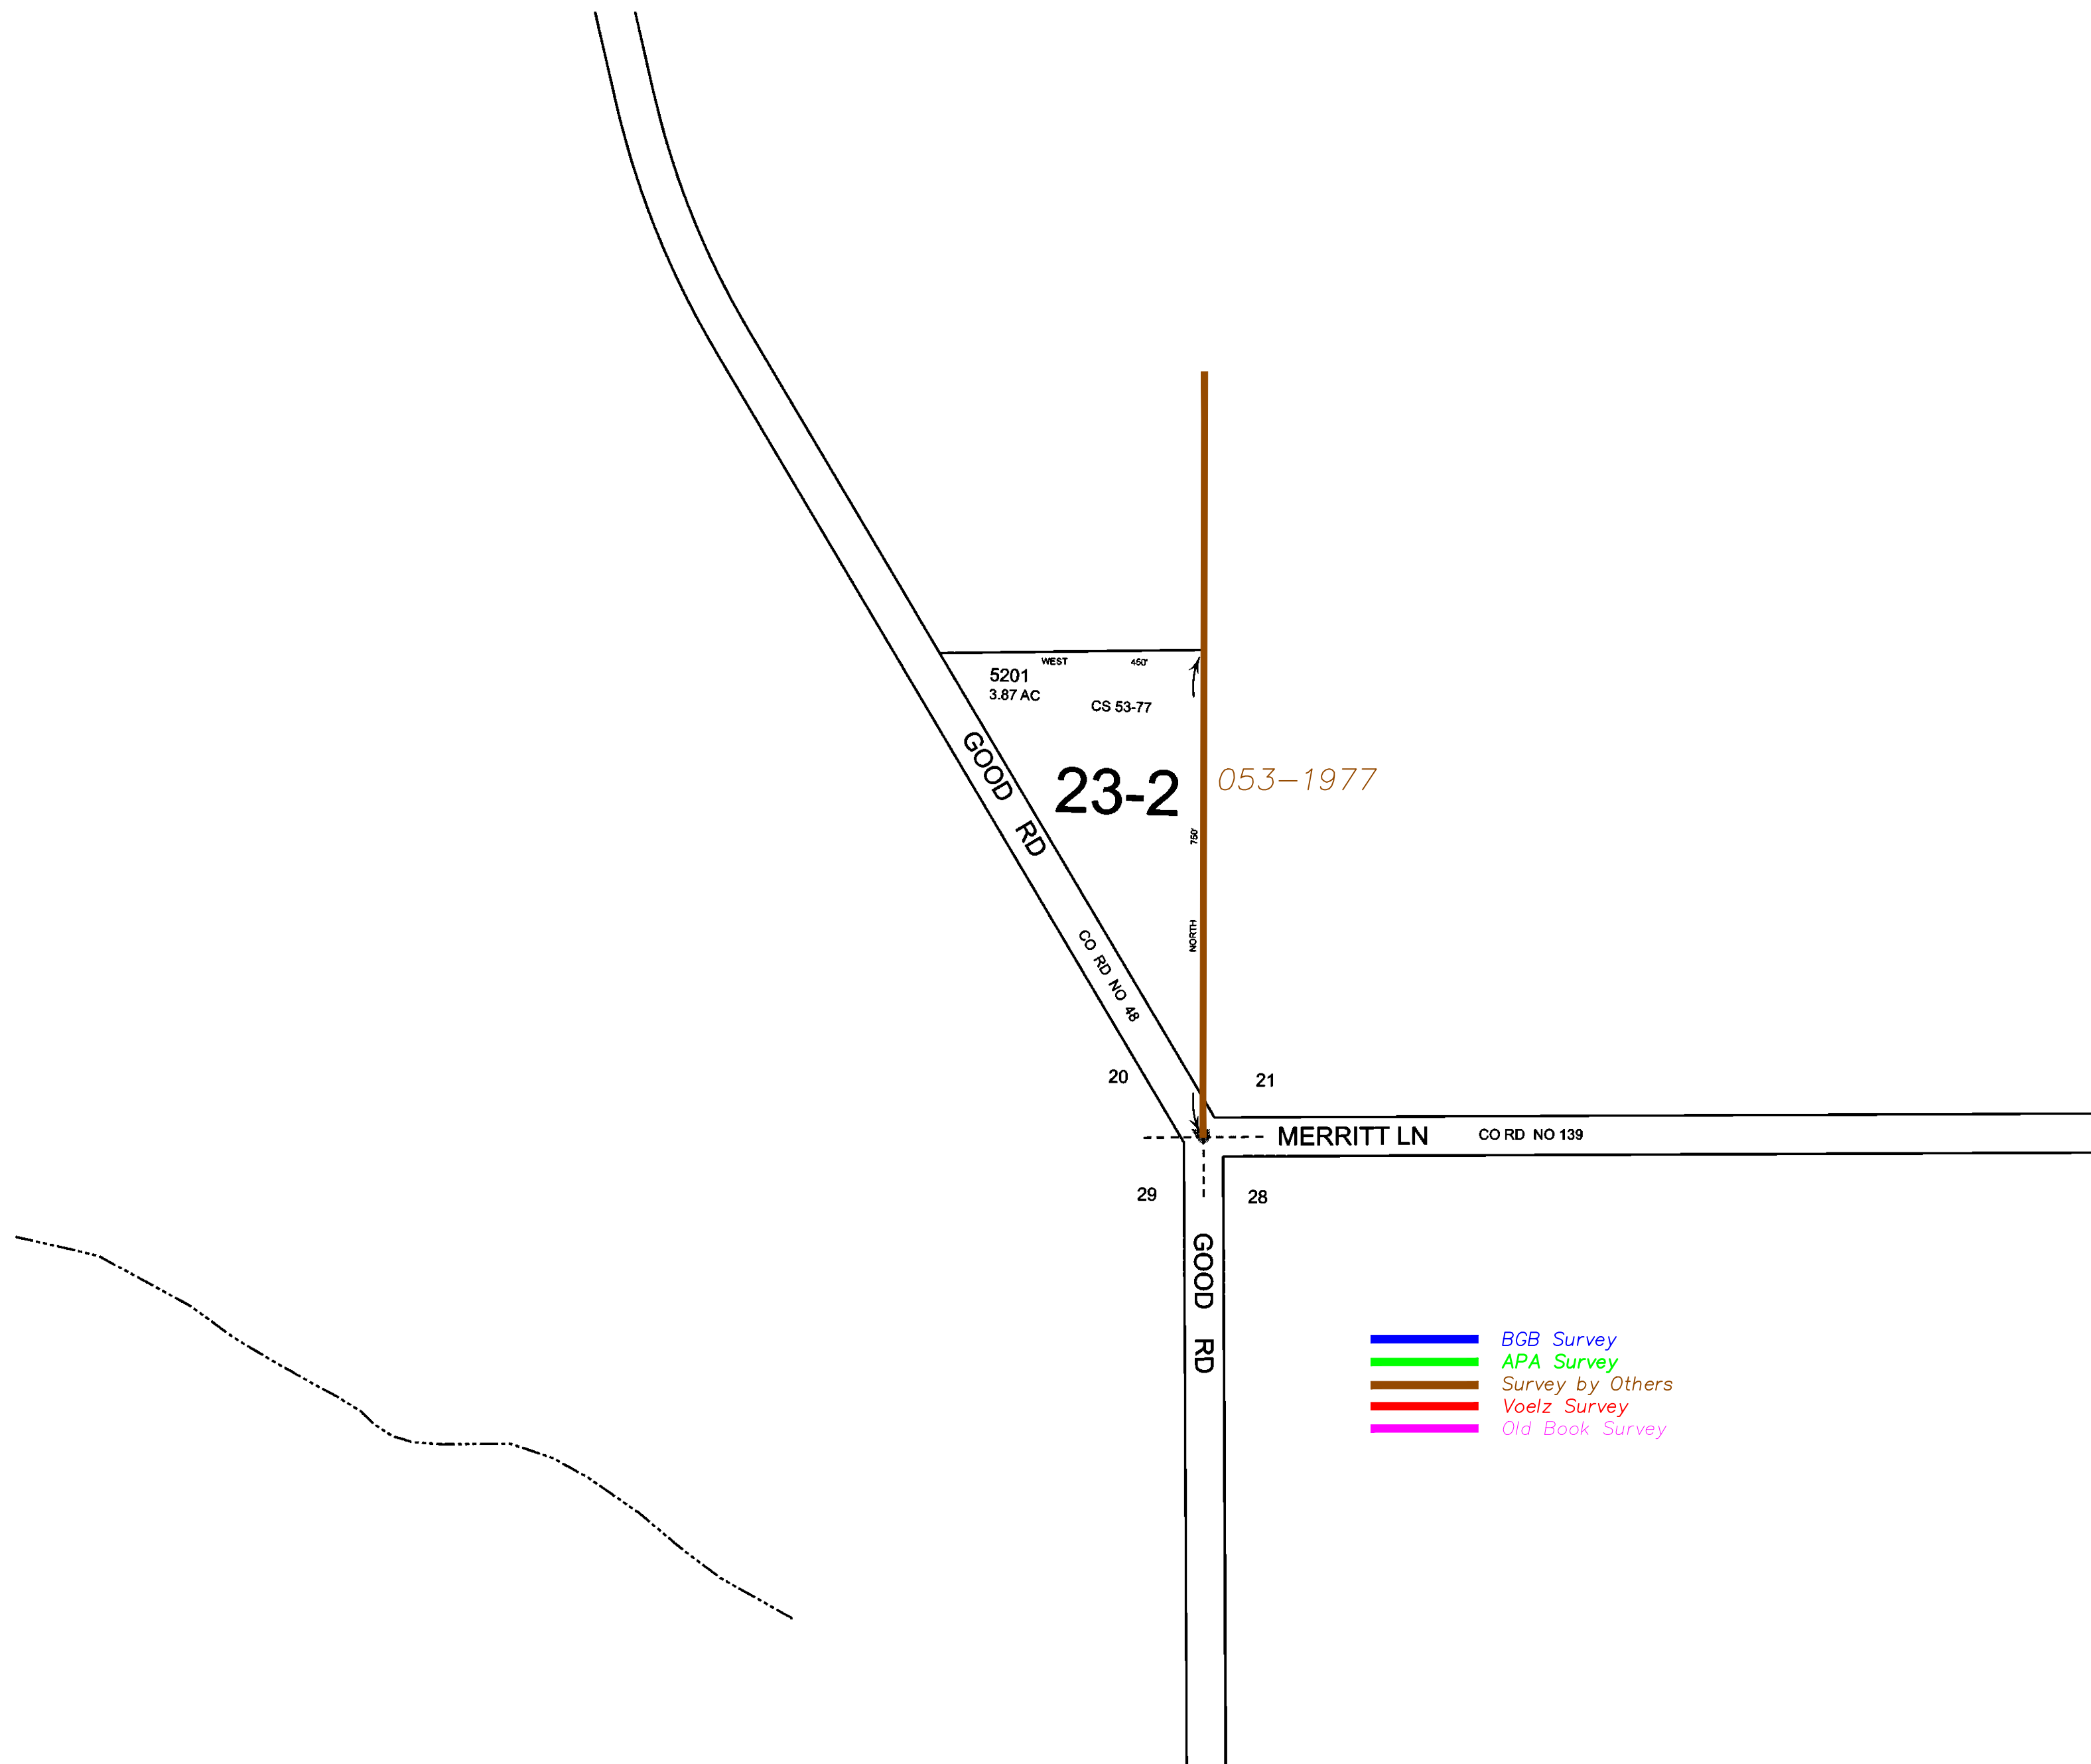 WEST 450'
5201
3.87 AC
CS 53-77
GOOD RD
23-2
053-1977
750'
NORTH
CO RD NO 48
20
21
MERRITT LN
CO RD NO 139
29
28
GOOD RD
BGB Survey
APA Survey
Survey by Others
Voelz Survey
Old Book Survey